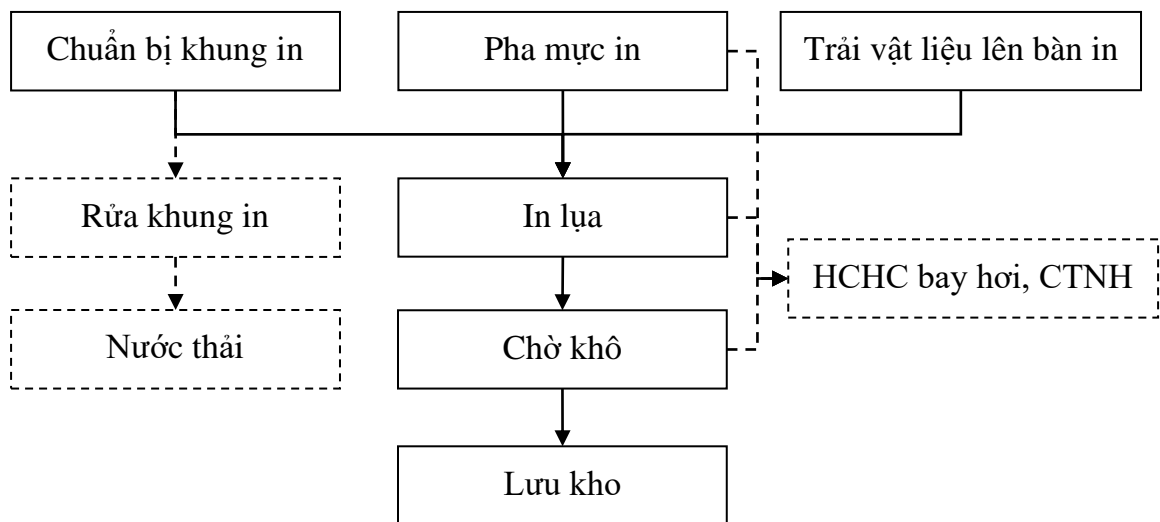 Chuẩn bị khung in
Pha mực in
Trải vật liệu lên bàn in
Rửa khung in
In lụa
HCHC bay hơi, CTNH
Nước thải
Chờ khô
Lưu kho